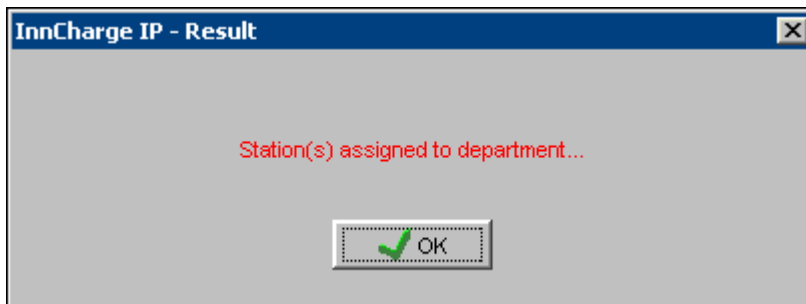 InnCharge IP - Result
Station(s) assigned to department...
OK